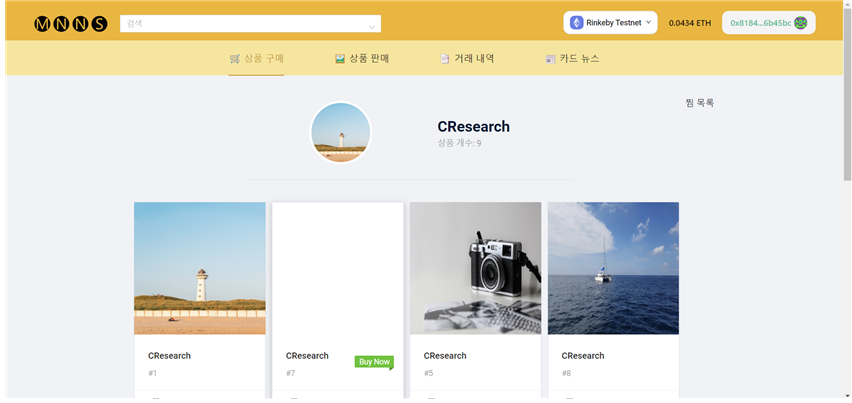 MNNS
검색
Rinkeby Testnet
0.0434 ETH
0x8184...6b45bc
상품 구매
상품 판매
거래 내역
카드 뉴스
찜 목록
CResearch
상품 개수: 9
CResearch
#1
CResearch
Buy Now
#7
CResearch
#5
CResearch
#8